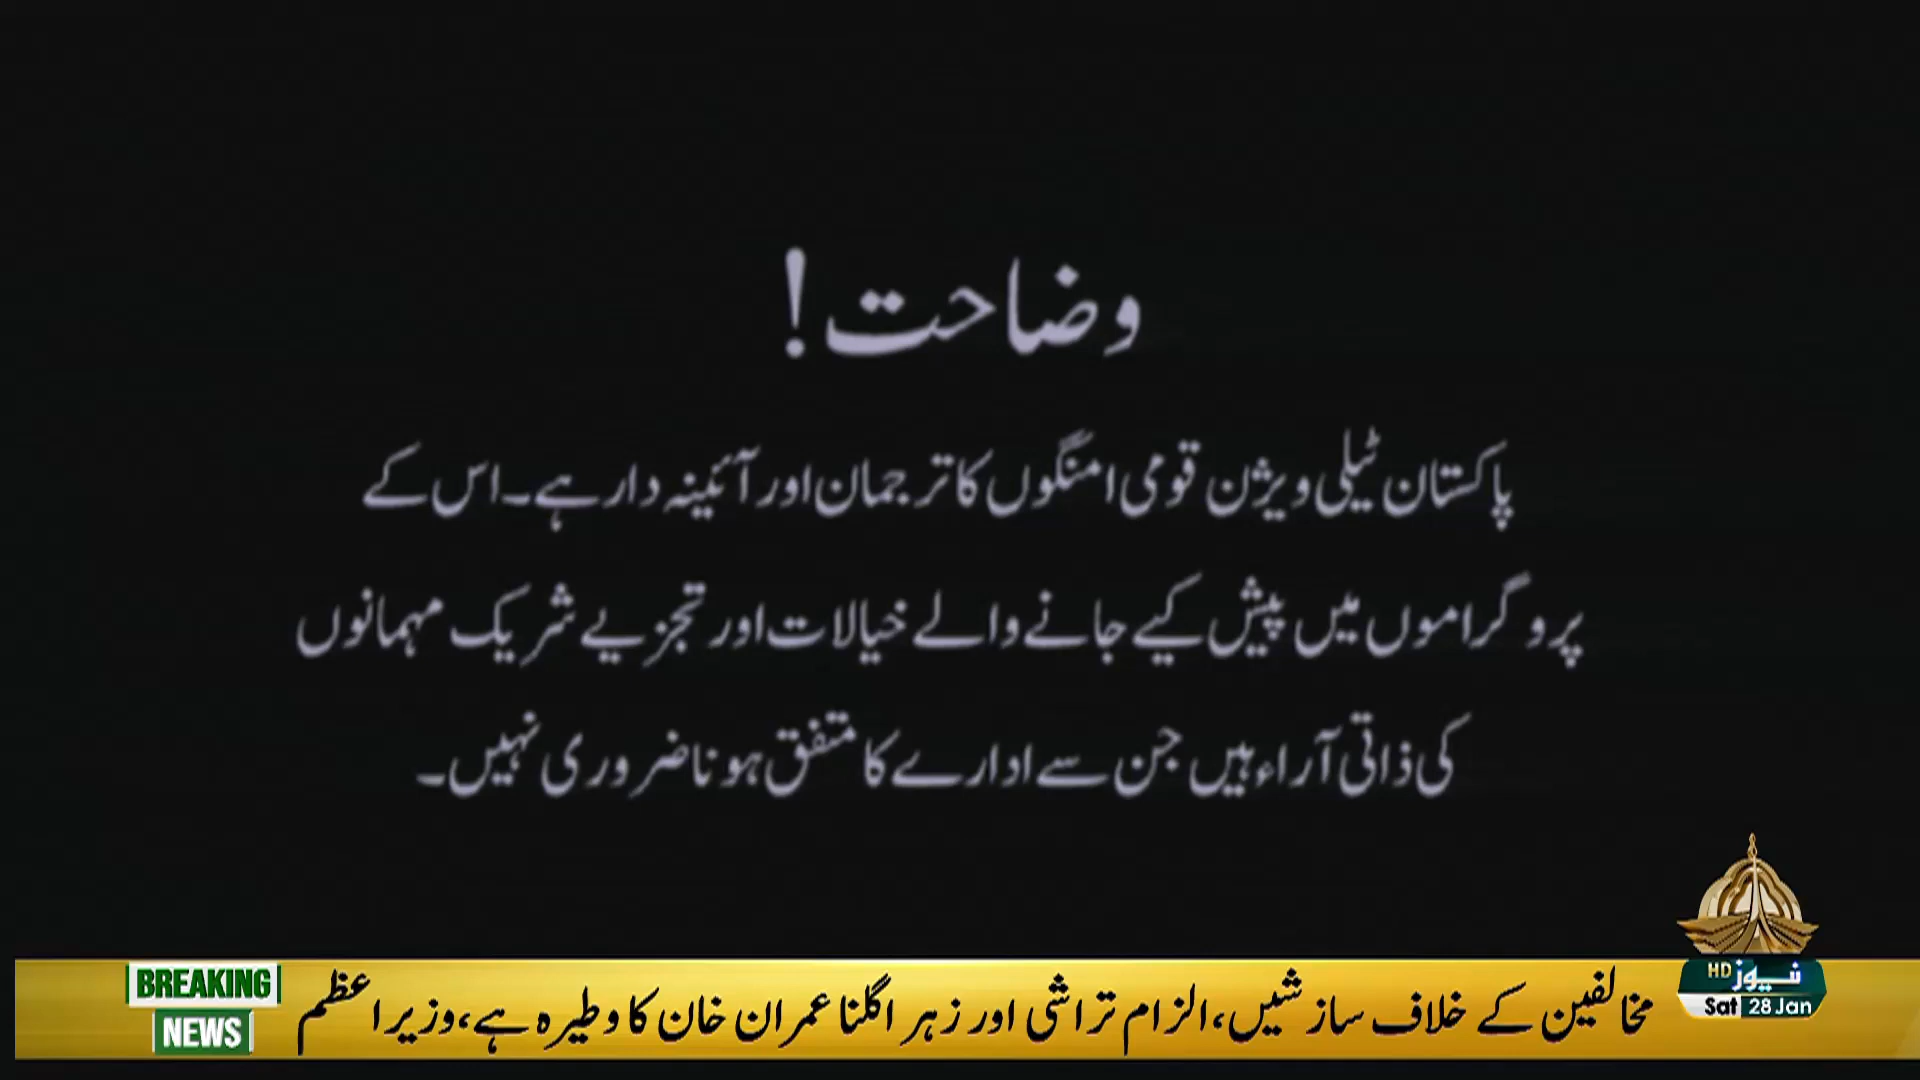 وضاحت!
پاکستان ٹیلی ویژن قومی امنگوں کا ترجمان اور آئینہ دار ہے۔ اس کے
پروگراموں میں پیش کیے جانے والے خیالات اور تجزیے شریک مہمانوں
کی ذاتی آراء ہیں جن سے ادارے کا متفق ہونا ضروری نہیں۔
HD نیوز
Sat 28 Jan
BREAKING
NEWS
مخالفین کے خلاف سازشیں، الزام تراشی اور زہر اگلنا عمران خان کا وطیرہ ہے، وزیراعظم